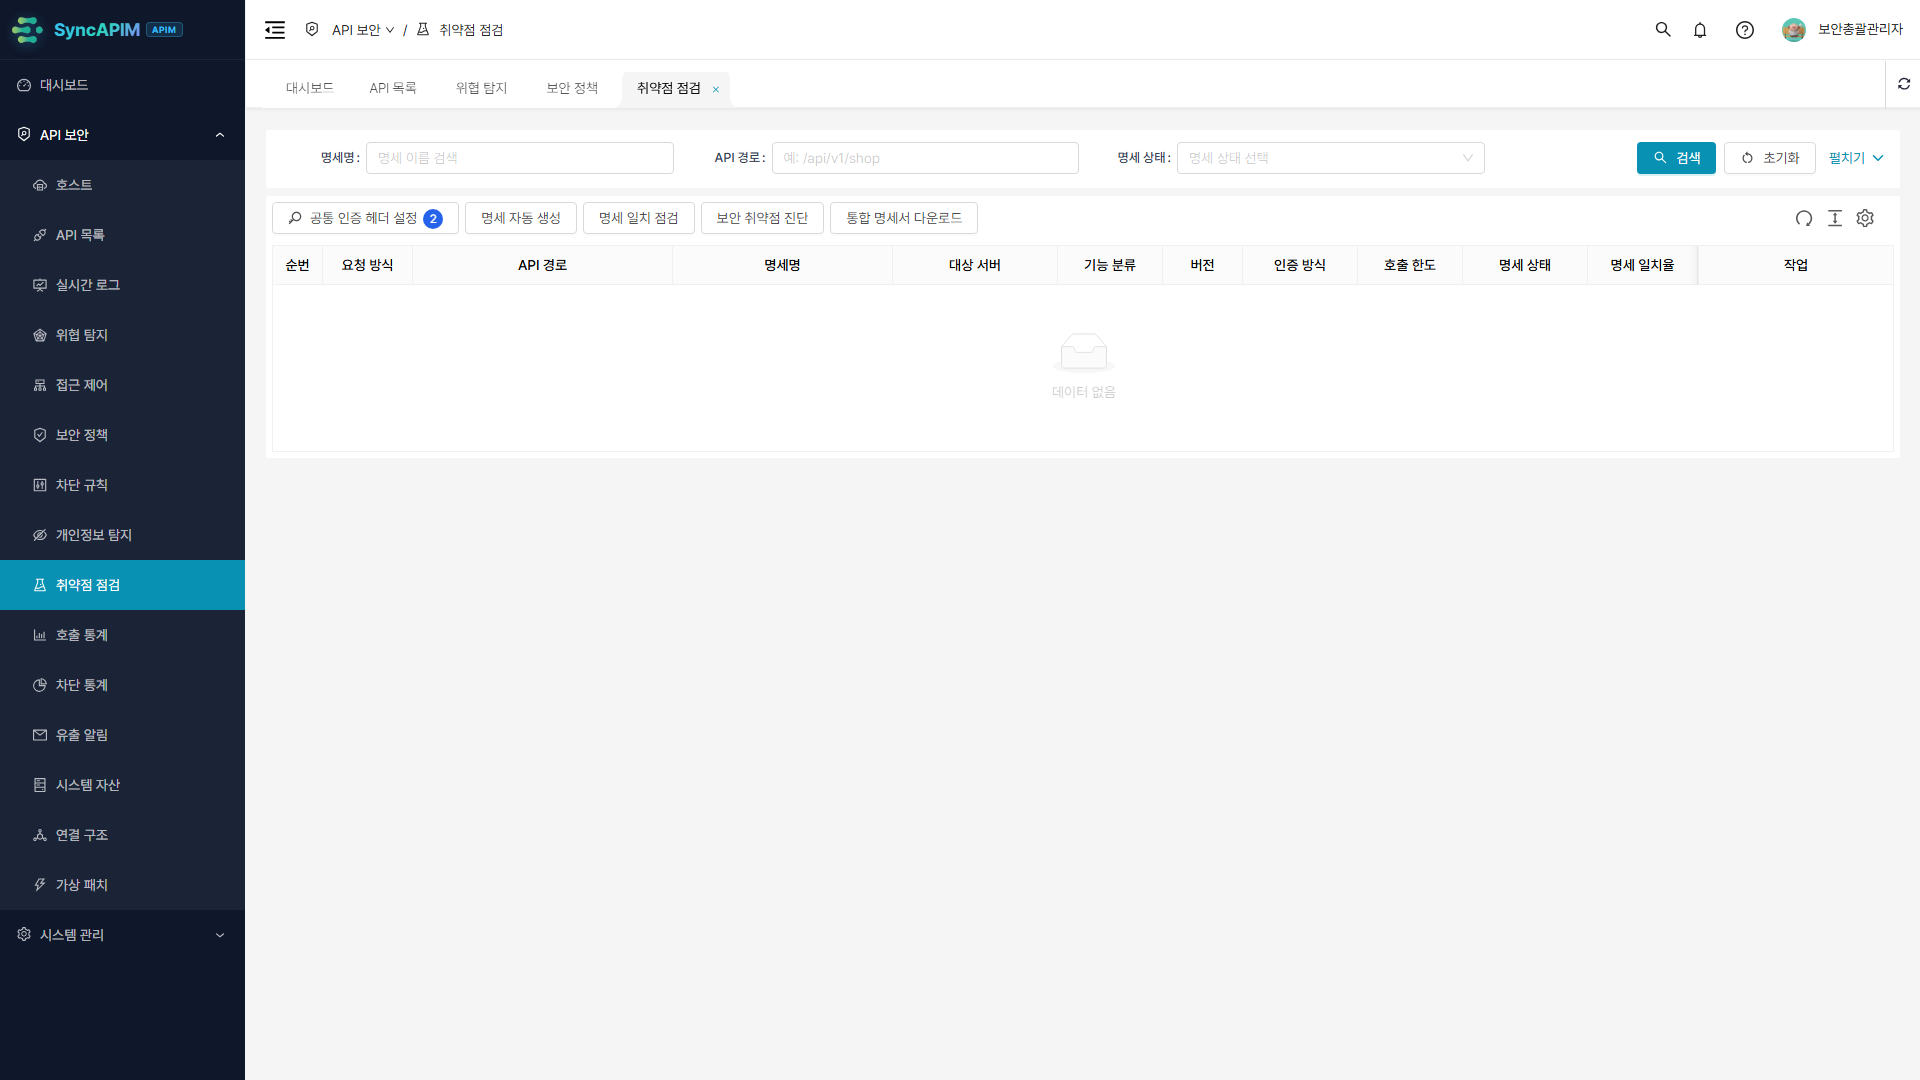 SyncAPIM APIM
API 보안 / 취약점 점검
보안총괄관리자
대시보드
API 보안
호스트
API 목록
실시간 로그
위협 탐지
접근 제어
보안 정책
차단 규칙
개인정보 탐지
취약점 점검
호출 통계
차단 통계
유출 알림
시스템 자산
연결 구조
가상 패치
시스템 관리
대시보드 API 목록 위협 탐지 보안 정책 취약점 점검 ×
명세명: 명세 이름 검색 API 경로: 예: /api/v1/shop 명세 상태: 명세 상태 선택 검색 초기화 펼치기
공통 인증 헤더 설정 2 명세 자동 생성 명세 일치 점검 보안 취약점 진단 통합 명세서 다운로드
순번 요청 방식 API 경로 명세명 대상 서버 기능 분류 버전 인증 방식 호출 한도 명세 상태 명세 일치율 작업
데이터 없음